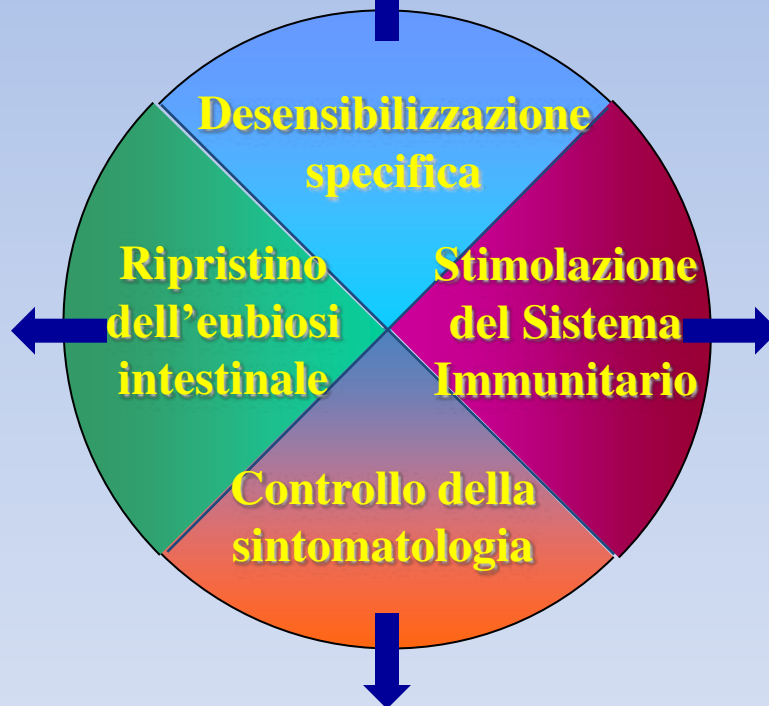 Desensibilizzazione
specifica
Ripristino
dell’eubiosi
intestinale
Stimolazione
del Sistema
Immunitario
Controllo della
sintomatologia